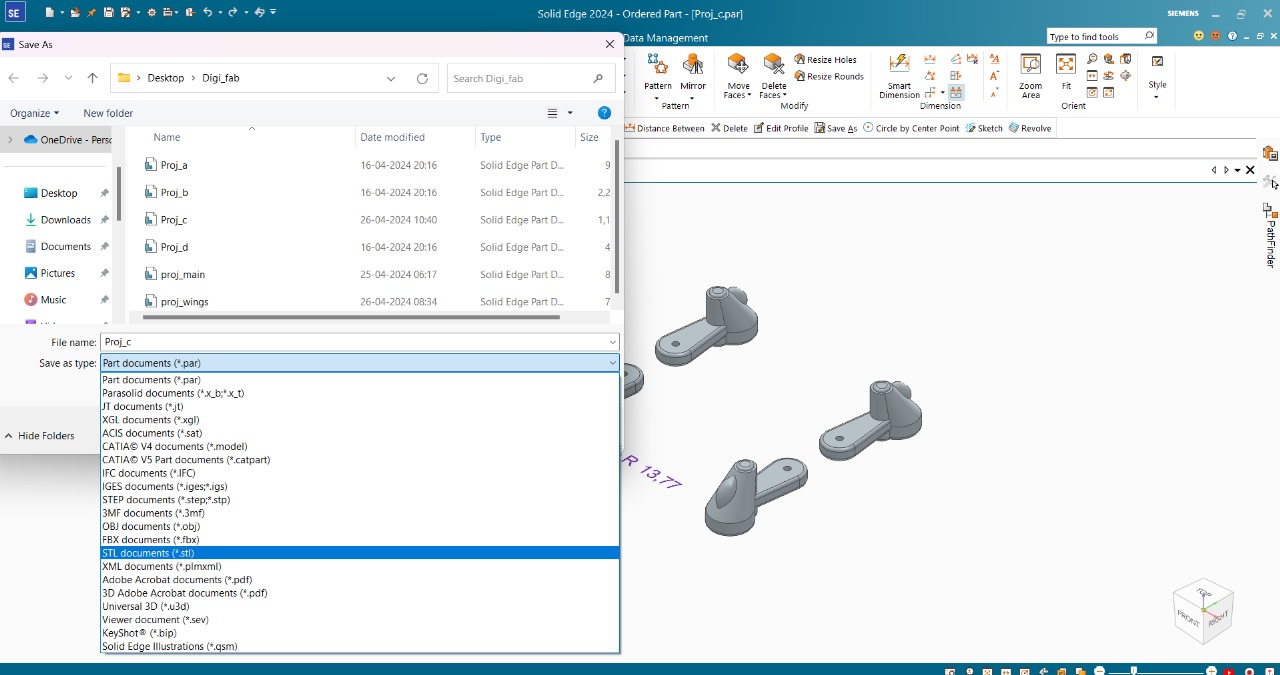 SE
Solid Edge 2024 - Ordered Part - [Proj_c.par]
SIEMENS
SE Save As
Data Management
Type to find tools
Desktop
Digi_fab
Search Digi_fab
Pattern
Mirror
Pattern
Move Faces
Delete Faces
Resize Holes
Resize Rounds
Modify
Smart Dimension
Dimension
Zoom Area
Fit
Orient
Style
Organize
New folder
Distance Between
Delete
Edit Profile
Save As
Circle by Center Point
Sketch
Revolve
Name
Date modified
Type
Size
OneDrive - Perso
Desktop
Downloads
Documents
Pictures
Music
Proj_a 16-04-2024 20:16 Solid Edge Part D... 9
Proj_b 16-04-2024 20:16 Solid Edge Part D... 2,2
Proj_c 26-04-2024 10:40 Solid Edge Part D... 1,1
Proj_d 16-04-2024 20:16 Solid Edge Part D... 4
proj_main 25-04-2024 06:17 Solid Edge Part D... 8
proj_wings 26-04-2024 08:34 Solid Edge Part D... 7
PathFinder
File name: Proj_c
Save as type: Part documents (*.par)
Part documents (*.par)
Parasolid documents (*.x_b;*.x_t)
JT documents (*.jt)
XGL documents (*.xgl)
ACIS documents (*.sat)
CATIA© V4 documents (*.model)
CATIA© V5 Part documents (*.catpart)
IFC documents (*.IFC)
IGES documents (*.iges;*.igs)
STEP documents (*.step;*.stp)
3MF documents (*.3mf)
OBJ documents (*.obj)
FBX documents (*.fbx)
STL documents (*.stl)
XML documents (*.plmxml)
Adobe Acrobat documents (*.pdf)
3D Adobe Acrobat documents (*.pdf)
Universal 3D (*.u3d)
Viewer document (*.sev)
KeyShot® (*.bip)
Solid Edge Illustrations (*.qsm)
Hide Folders
R 13,77
TOP
FRONT
RIGHT